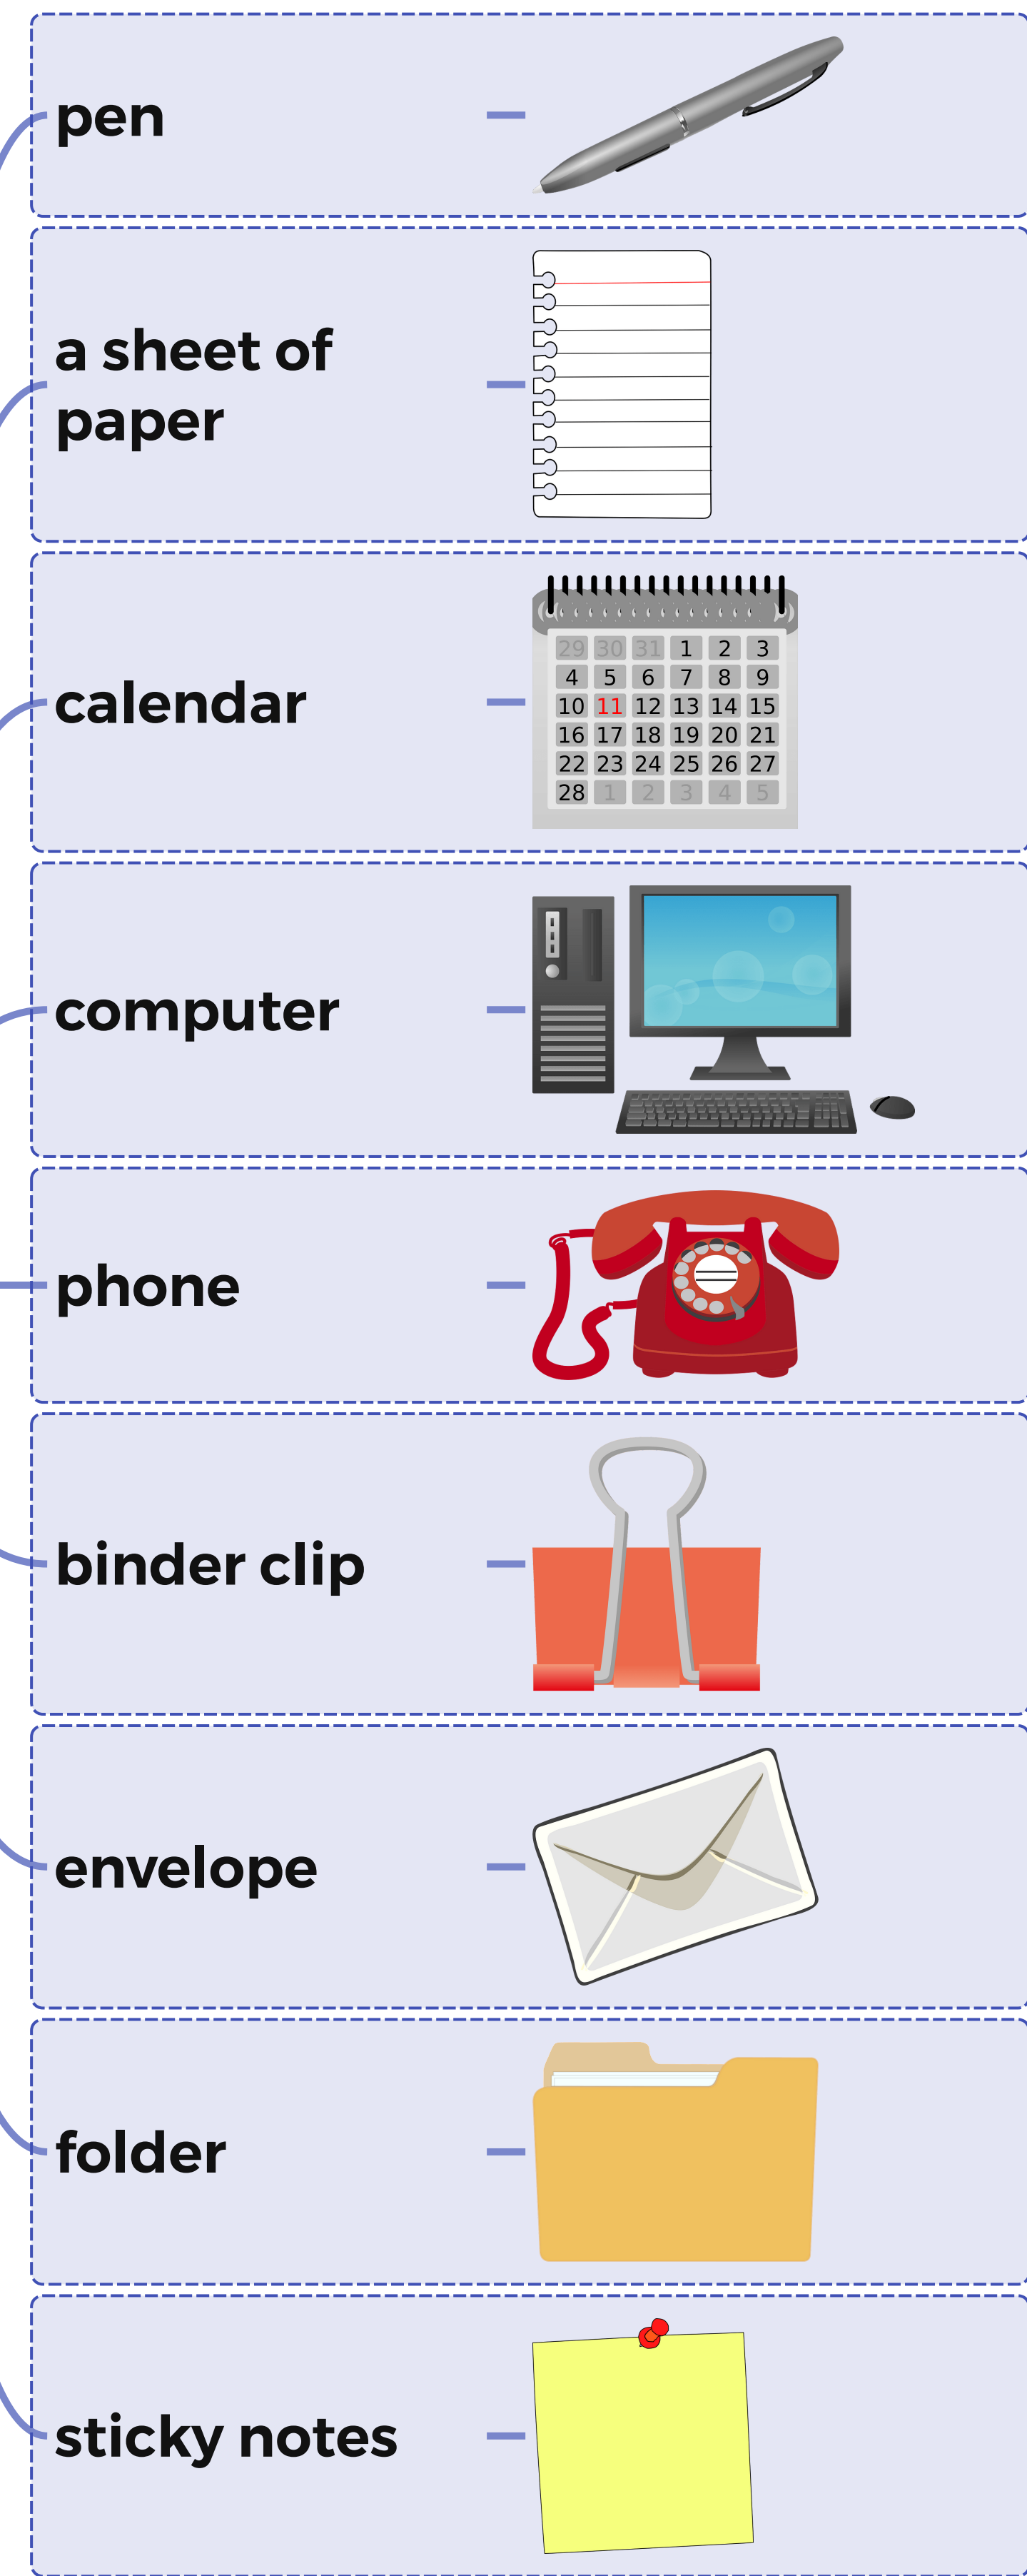 pen
a sheet of
paper
calendar
29 30 31 1 2 3
4 5 6 7 8 9
10 11 12 13 14 15
16 17 18 19 20 21
22 23 24 25 26 27
28 1 2 3 4 5
computer
phone
binder clip
envelope
folder
sticky notes